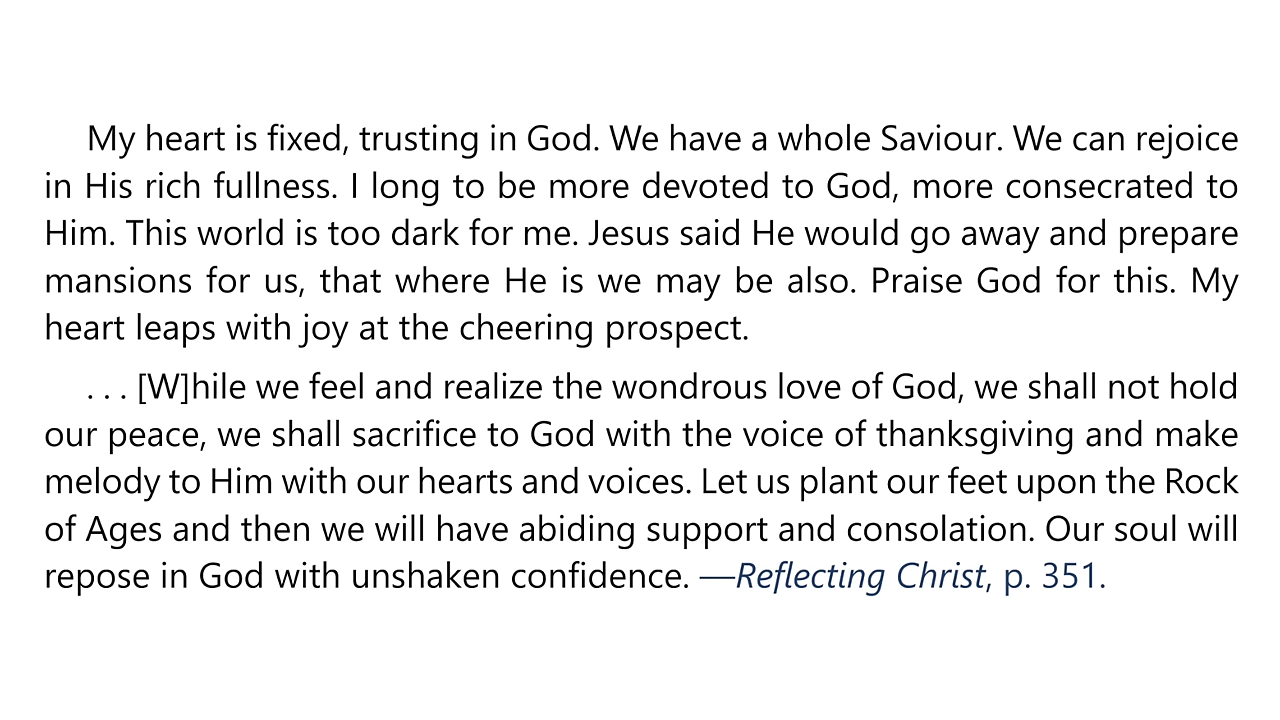 My heart is fixed, trusting in God. We have a whole Saviour. We can rejoice
in His rich fullness. I long to be more devoted to God, more consecrated to
Him. This world is too dark for me. Jesus said He would go away and prepare
mansions for us, that where He is we may be also. Praise God for this. My
heart leaps with joy at the cheering prospect.
. . . [W]hile we feel and realize the wondrous love of God, we shall not hold
our peace, we shall sacrifice to God with the voice of thanksgiving and make
melody to Him with our hearts and voices. Let us plant our feet upon the Rock
of Ages and then we will have abiding support and consolation. Our soul will
repose in God with unshaken confidence. —Reflecting Christ, p. 351.